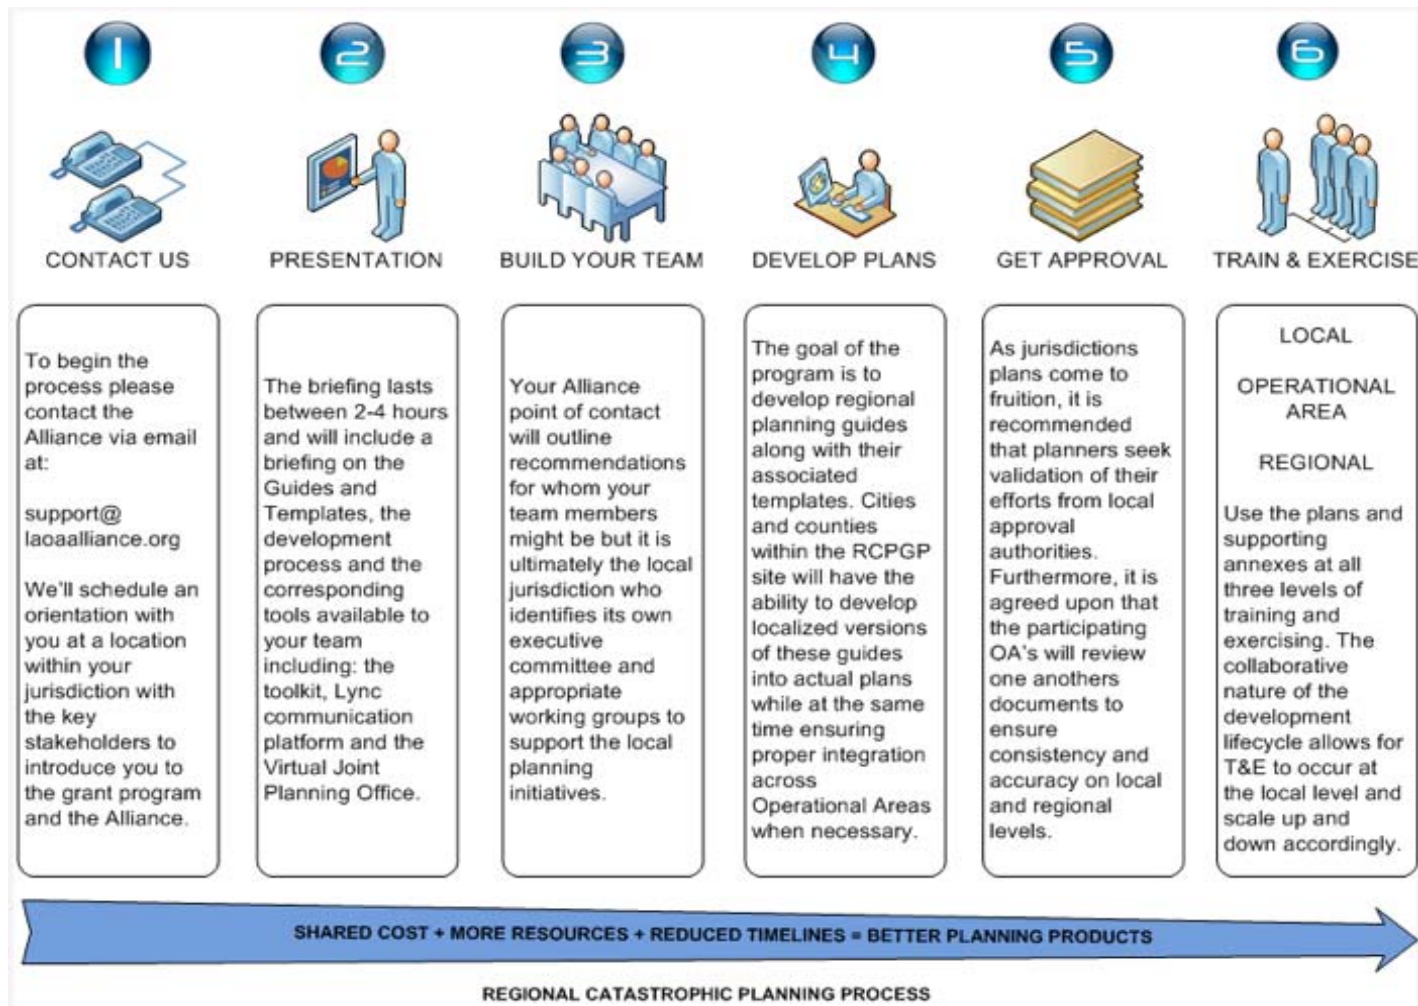 1
2
3
4
5
6
CONTACT US
PRESENTATION
BUILD YOUR TEAM
DEVELOP PLANS
GET APPROVAL
TRAIN & EXERCISE
To begin the
process please
contact the
Alliance via email
at:
support@
laoaalliance.org
We'll schedule an
orientation with
you at a location
within your
jurisdiction with
the key
stakeholders to
introduce you to
the grant program
and the Alliance.
The briefing lasts
between 2-4 hours
and will include a
briefing on the
Guides and
Templates, the
development
process and the
corresponding
tools available to
your team
including: the
toolkit, Lync
communication
platform and the
Virtual Joint
Planning Office.
Your Alliance
point of contact
will outline
recommendations
for whom your
team members
might be but it is
ultimately the local
jurisdiction who
identifies its own
executive
committee and
appropriate
working groups to
support the local
planning
initiatives.
The goal of the
program is to
develop regional
planning guides
along with their
associated
templates. Cities
and counties
within the RCPGP
site will have the
ability to develop
localized versions
of these guides
into actual plans
while at the same
time ensuring
proper integration
across
Operational Areas
when necessary.
As jurisdictions
plans come to
fruition, it is
recommended
that planners seek
validation of their
efforts from local
approval
authorities.
Furthermore, it is
agreed upon that
the participating
OA's will review
one anothers
documents to
ensure
consistency and
accuracy on local
and regional
levels.
LOCAL
OPERATIONAL
AREA
REGIONAL
Use the plans and
supporting
annexes at all
three levels of
training and
exercising. The
collaborative
nature of the
development
lifecycle allows for
T&E to occur at
the local level and
scale up and
down accordingly.
SHARED COST + MORE RESOURCES + REDUCED TIMELINES = BETTER PLANNING PRODUCTS
REGIONAL CATASTROPHIC PLANNING PROCESS